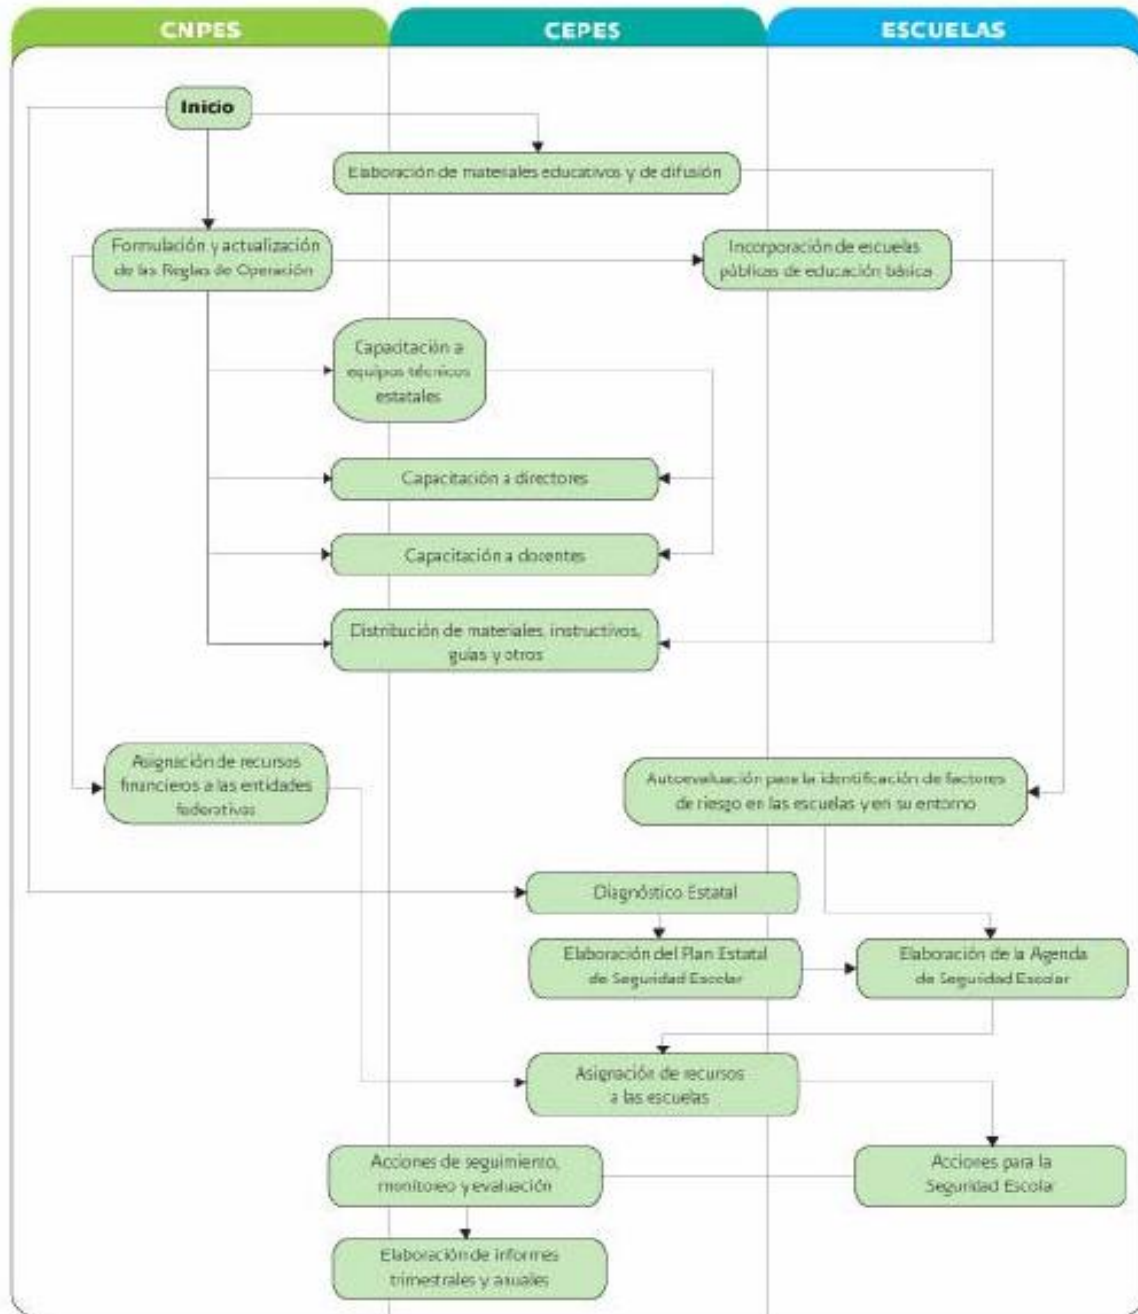 CNPES
CEPES
ESCUELAS
Inicio
Elaboración de materiales educativos y de difusión
Formulación y actualización
de las Reglas de Operación
Incorporación de escuelas
públicas de educación básica
Capacitación a
equipos técnicos
estatales
Capacitación a directores
Capacitación a docentes
Distribución de materiales, instructivos,
guías y otros
Asignación de recursos
financieros a las entidades
federativas
Autoevaluación para la identificación de factores
de riesgo en las escuelas y en su entorno
Diagnóstico Estatal
Elaboración del Plan Estatal
de Seguridad Escolar
Elaboración de la Agenda
de Seguridad Escolar
Asignación de recursos
a las escuelas
Acciones de seguimiento,
monitoreo y evaluación
Acciones para la
Seguridad Escolar
Elaboración de informes
trimestrales y anuales